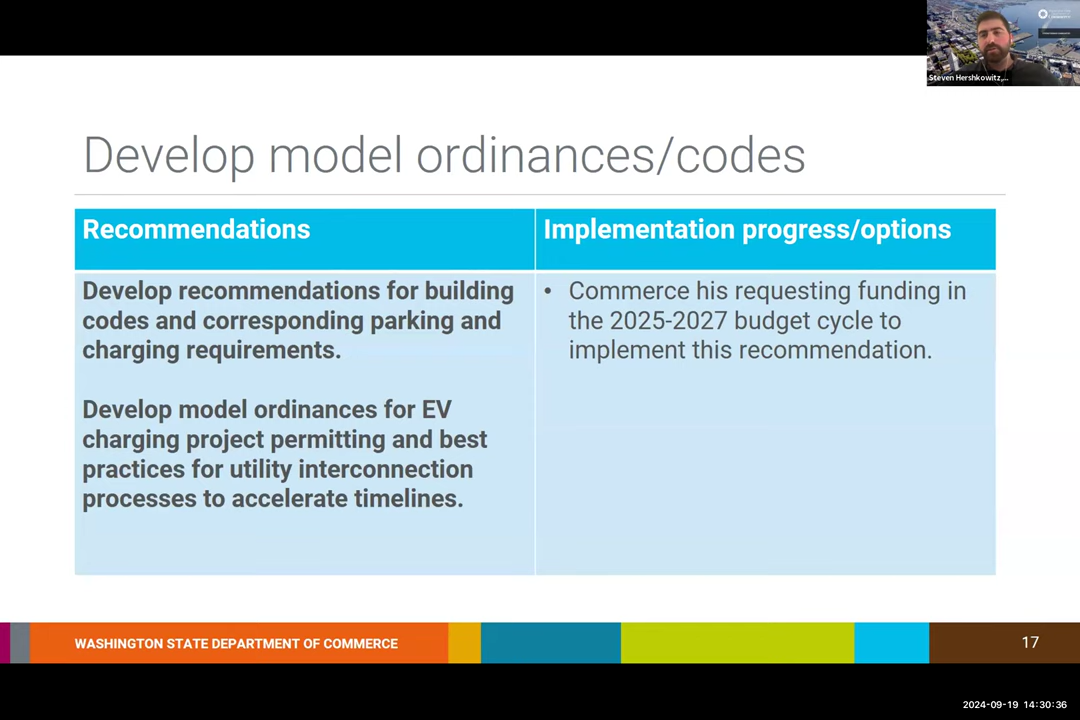 Steven Hershkowitz,...
Develop model ordinances/codes
Recommendations
Implementation progress/options
Develop recommendations for building
codes and corresponding parking and
charging requirements.
Develop model ordinances for EV
charging project permitting and best
practices for utility interconnection
processes to accelerate timelines.
• Commerce his requesting funding in
the 2025-2027 budget cycle to
implement this recommendation.
WASHINGTON STATE DEPARTMENT OF COMMERCE
17
2024-09-19 14:30:36